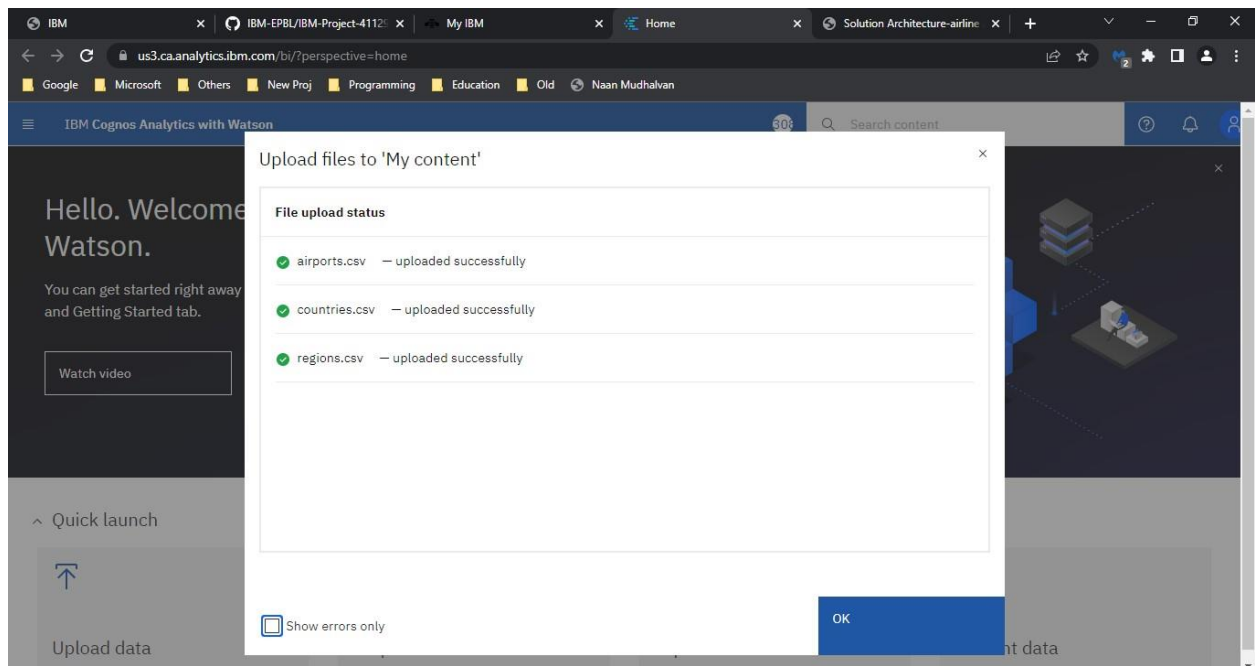 IBM
IBM-EPBL/IBM-Project-4112
My IBM
Home
Solution Architecture-airline
us3.ca.analytics.ibm.com/bi/?perspective=home
2
Google Microsoft Others New Proj Programming Education Old Naan Mudhalvan
IBM Cognos Analytics with Watson
Search content
Upload files to 'My content'
Hello. Welcome
Watson.
File upload status
airports.csv — uploaded successfully
You can get started right away
and Getting Started tab.
countries.csv — uploaded successfully
regions.csv — uploaded successfully
Watch video
Quick launch
Show errors only
OK
Upload data
nt data